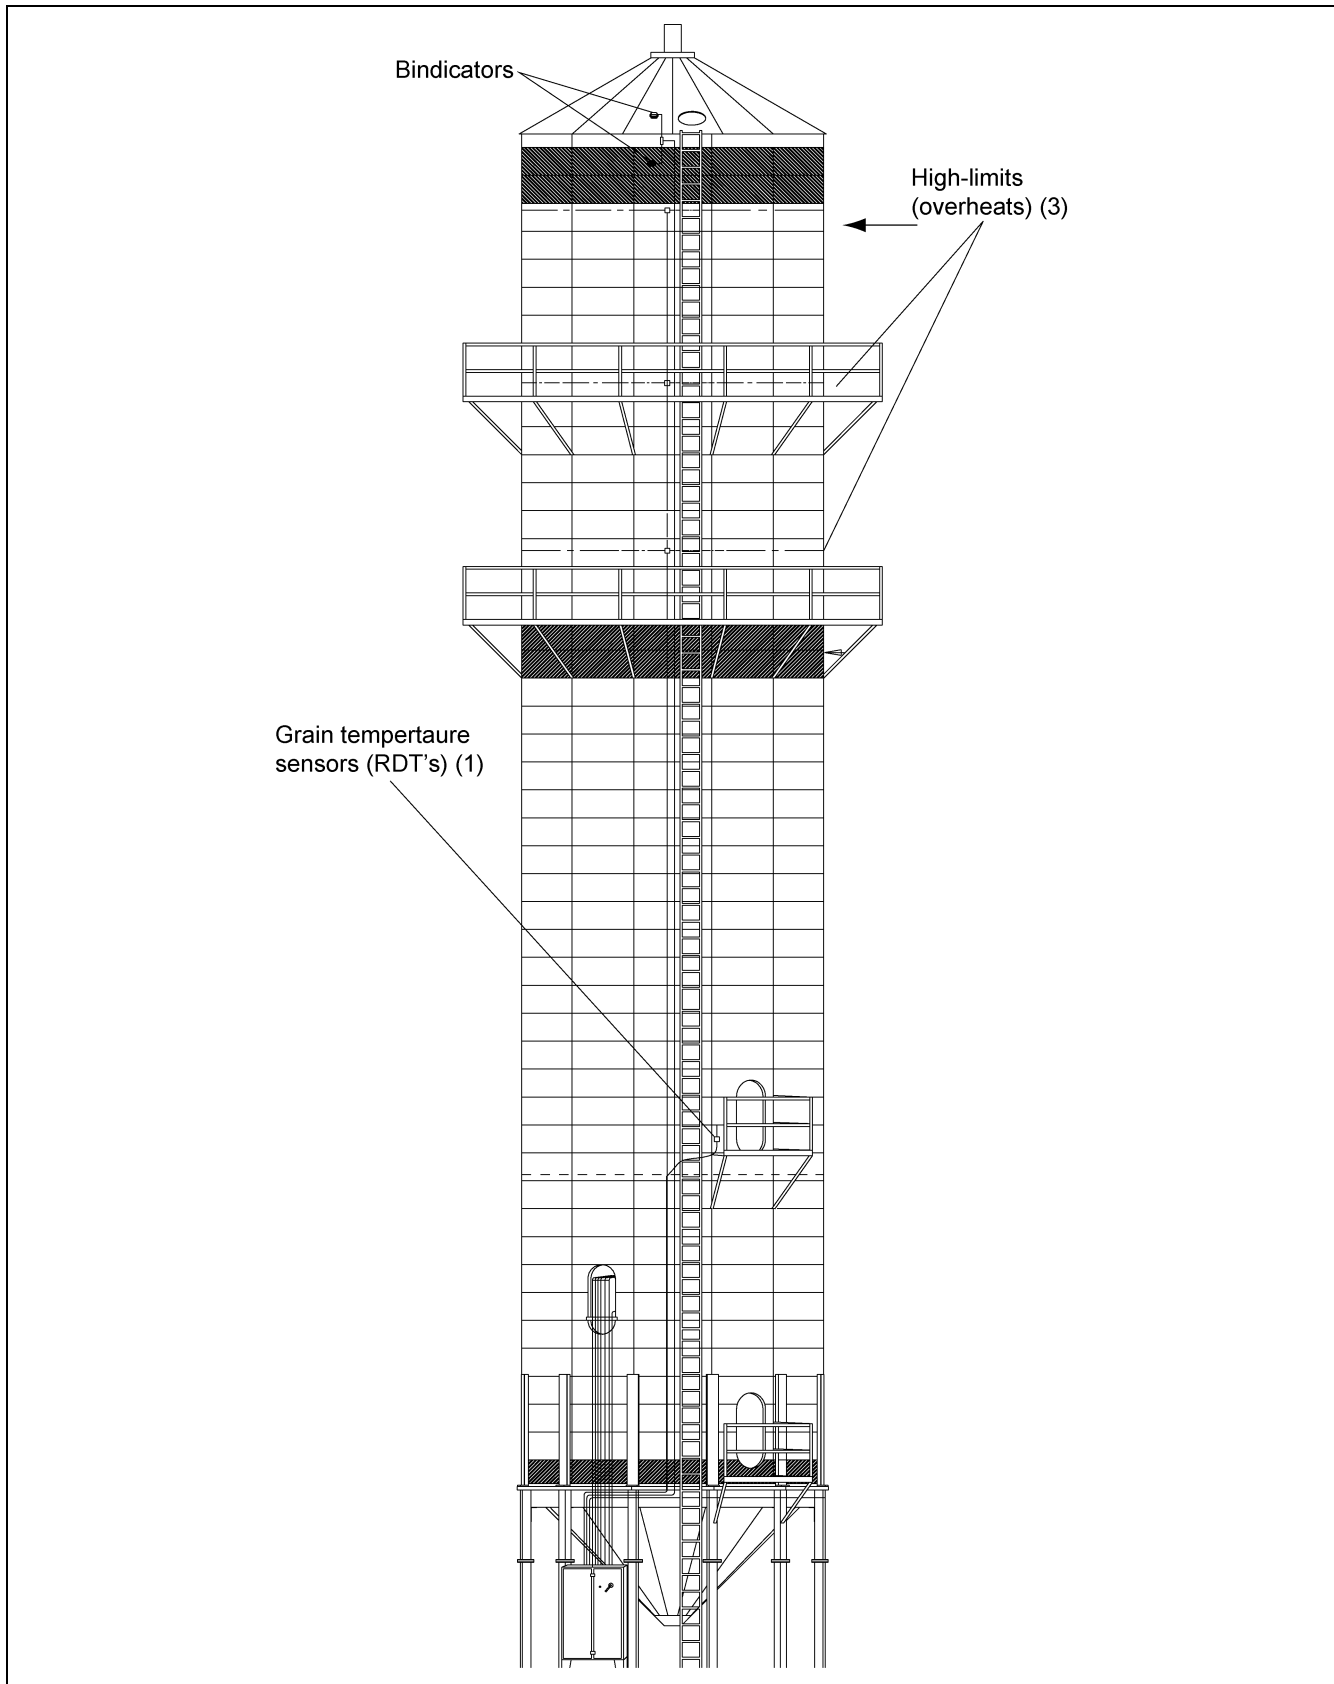 Bindicators
High-limits
(overheats) (3)
Grain tempertaure
sensors (RDT's) (1)